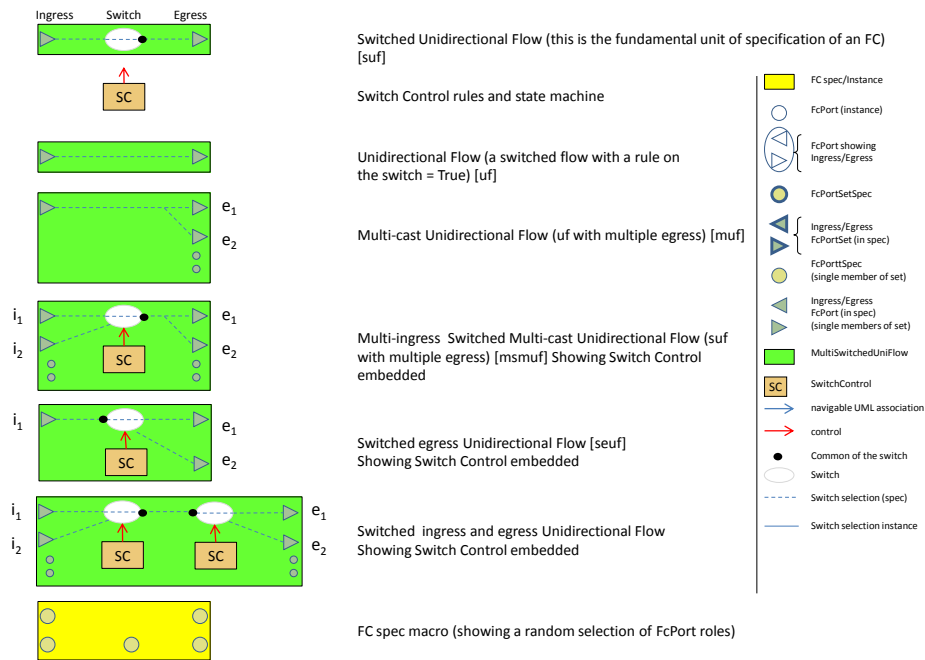 Ingress Switch Egress
Switched Unidirectional Flow (this is the fundamental unit of specification of an FC)
[suf]
SC
Switch Control rules and state machine
Unidirectional Flow (a switched flow with a rule on
the switch = True) [uf]
e1
e2
Multi-cast Unidirectional Flow (uf with multiple egress) [muf]
i1
i2
SC
e1
e2
Multi-ingress Switched Multi-cast Unidirectional Flow (suf
with multiple egress) [msmuf] Showing Switch Control
embedded
i1
SC
e1
e2
Switched egress Unidirectional Flow [seuf]
Showing Switch Control embedded
i1
i2
SC
SC
e1
e2
Switched ingress and egress Unidirectional Flow
Showing Switch Control embedded
FC spec macro (showing a random selection of FcPort roles)
FC spec/Instance
FcPort (instance)
FcPort showing
Ingress/Egress
FcPortSetSpec
Ingress/Egress
FcPortSet (in spec)
FcPorttSpec
(single member of set)
Ingress/Egress
FcPort (in spec)
(single members of set)
MultiSwitchedUniFlow
SC
SwitchControl
navigable UML association
control
Common of the switch
Switch
Switch selection (spec)
Switch selection instance